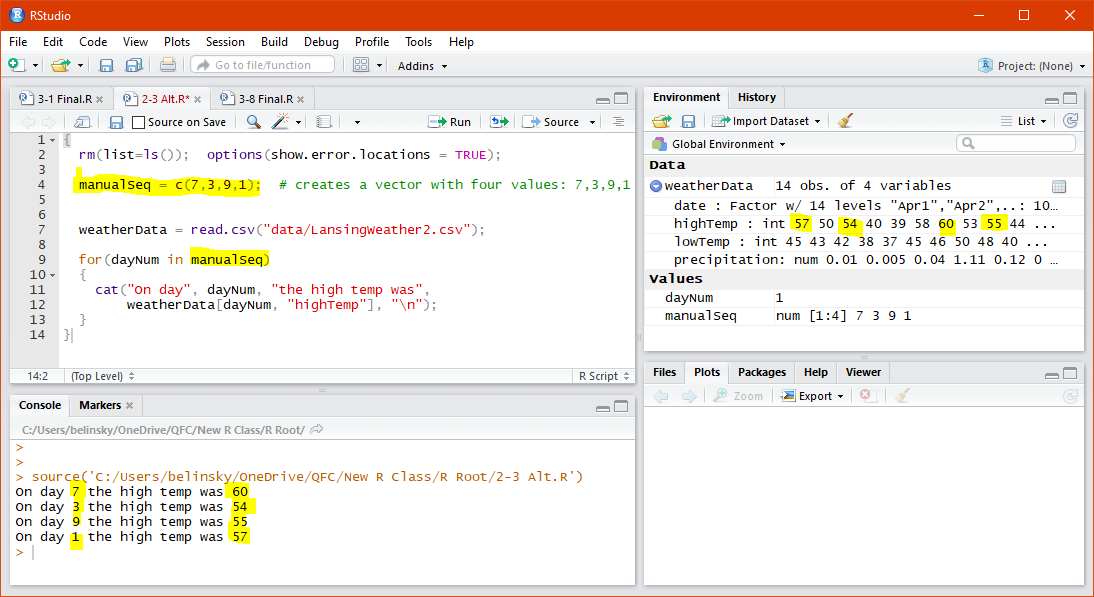 RStudio
File Edit Code View Plots Session Build Debug Profile Tools Help
Go to file/function Addins Project: (None)
3-1 Final.R 2-3 Alt.R* 3-8 Final.R
Source on Save Run Source
1 {
2 rm(list=ls()); options(show.error.locations = TRUE);
3
4 manualSeq = c(7,3,9,1); # creates a vector with four values: 7,3,9,1
5
6
7 weatherData = read.csv("data/LansingWeather2.csv");
8
9 for(dayNum in manualSeq)
10 {
11 cat("On day", dayNum, "the high temp was",
12 weatherData[dayNum, "highTemp"], "\n");
13 }
14 }
14:2 (Top Level) R Script
Console Markers
C:/Users/belinsky/OneDrive/QFC/New R Class/R Root/
>
>
> source('C:/Users/belinsky/OneDrive/QFC/New R Class/R Root/2-3 Alt.R')
On day 7 the high temp was 60
On day 3 the high temp was 54
On day 9 the high temp was 55
On day 1 the high temp was 57
>
Environment History
Import Dataset List
Global Environment
Data
weatherData 14 obs. of 4 variables
date : Factor w/ 14 levels "Apr1","Apr2",..: 10…
highTemp : int 57 50 54 40 39 58 60 53 55 44 ...
lowTemp : int 45 43 42 38 37 45 46 50 48 40 ...
precipitation: num 0.01 0.005 0.04 1.11 0.12 0 …
Values
dayNum 1
manualSeq num [1:4] 7 3 9 1
Files Plots Packages Help Viewer
Zoom Export